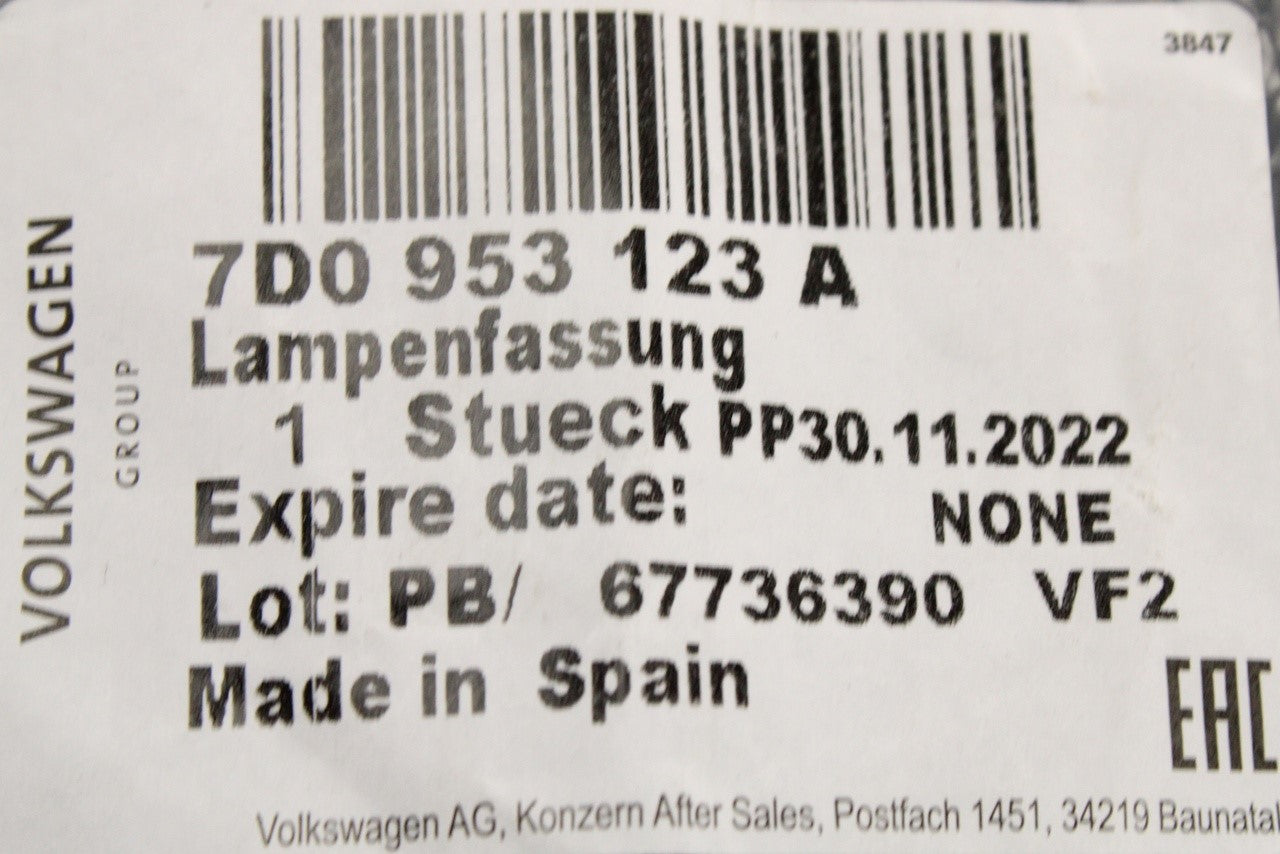 3847
7D0 953 123 A
Lampenfassung
1 Stueck PP30.11.2022
Expire date: NONE
Lot: PB/ 67736390 VF2
Made in Spain
EAC
Volkswagen AG, Konzern After Sales, Postfach 1451, 34219 Baunatal
VOLKSWAGEN
GROUP